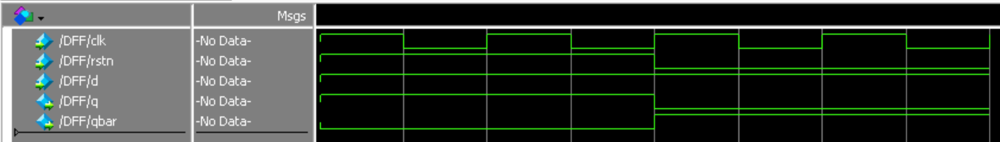 Msgs
/DFF/clk -No Data-
/DFF/rstn -No Data-
/DFF/d -No Data-
/DFF/q -No Data-
/DFF/qbar -No Data-